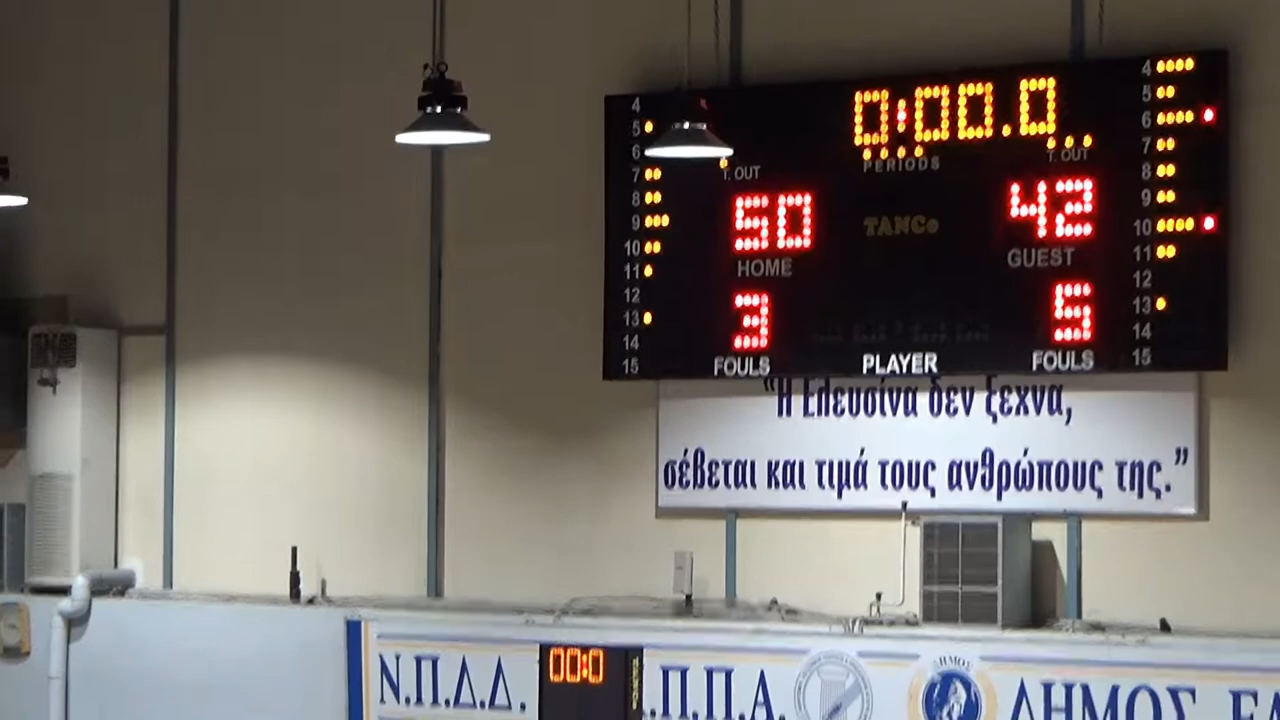 0:00.0
4 4
5 5
6 T. OUT PERIODS T. OUT 6
7 7
8 8
9 50 TANCo 42 9
10 HOME GUEST 10
11 11
12 12
13 3 5 13
14 14
15 FOULS PLAYER FOULS 15
“Η Ελευσίνα δεν ξεχνά,
σέβεται και τιμά τους ανθρώπους της.”
00:0
Ν.Π.Δ.Δ. .Π.Π.Α. ΔΗΜΟΣ ΔΗΜΟΣ